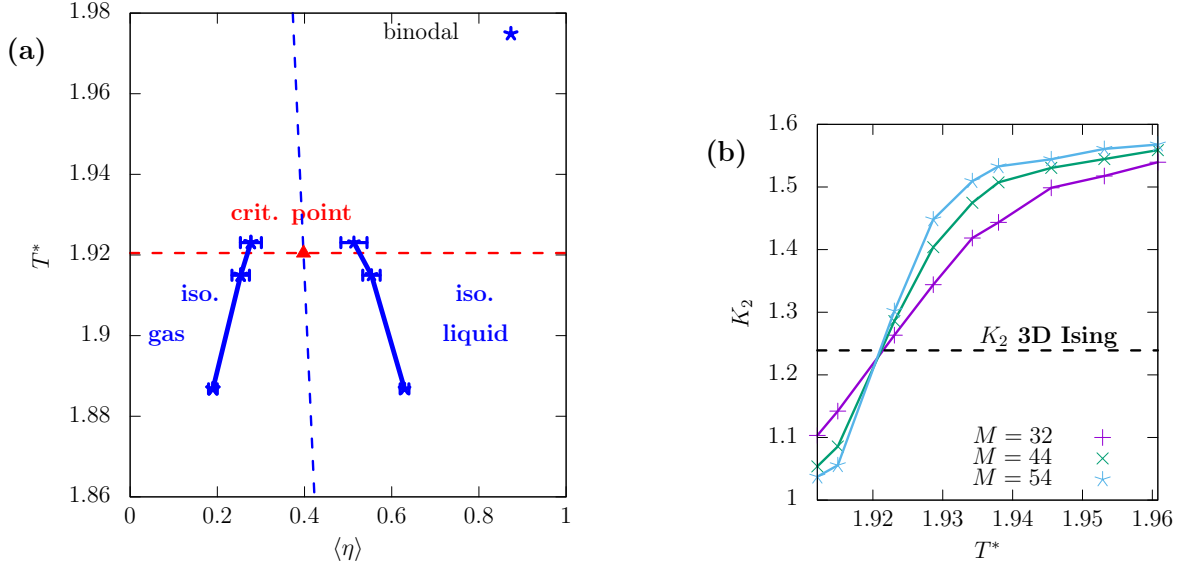 (a)
1.98
1.96
1.94
1.92
1.9
1.88
1.86
T*
binodal
crit. point
iso.
gas
iso.
liquid
0 0.2 0.4 0.6 0.8 1
⟨η⟩
(b)
1.6
1.5
1.4
1.3
1.2
1.1
1
K₂
K₂ 3D Ising
M = 32
M = 44
M = 54
1.92 1.93 1.94 1.95 1.96
T*